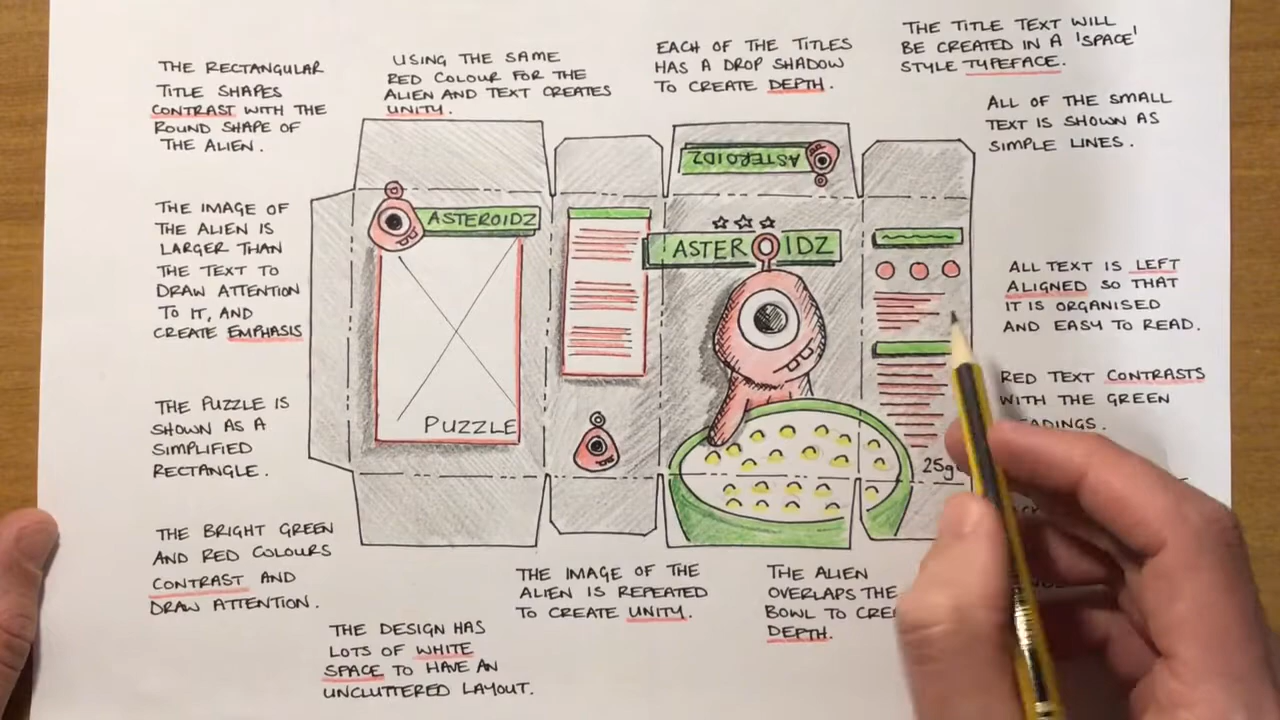 THE RECTANGULAR
TITLE SHAPES
CONTRAST WITH THE
ROUND SHAPE OF
THE ALIEN.
USING THE SAME
RED COLOUR FOR THE
ALIEN AND TEXT CREATES
UNITY.
EACH OF THE TITLES
HAS A DROP SHADOW
TO CREATE DEPTH.
THE TITLE TEXT WILL
BE CREATED IN A 'SPACE'
STYLE TYPEFACE.
ALL OF THE SMALL
TEXT IS SHOWN AS
SIMPLE LINES.
THE IMAGE OF
THE ALIEN IS
LARGER THAN
THE TEXT TO
DRAW ATTENTION
TO IT, AND
CREATE EMPHASIS
ASTEROIDZ
ASTEROIDZ
ASTEROIDZ
PUZZLE
25g
ALL TEXT IS LEFT
ALIGNED SO THAT
IT IS ORGANISED
AND EASY TO READ.
RED TEXT CONTRASTS
WITH THE GREEN
THE PUZZLE IS
SHOWN AS A
SIMPLIFIED
RECTANGLE.
THE BRIGHT GREEN
AND RED COLOURS
CONTRAST AND
DRAW ATTENTION.
THE DESIGN HAS
LOTS OF WHITE
SPACE TO HAVE AN
UNCLUTTERED LAYOUT.
THE IMAGE OF THE
ALIEN IS REPEATED
TO CREATE UNITY.
THE ALIEN
OVERLAPS THE
BOWL TO
DEPTH.